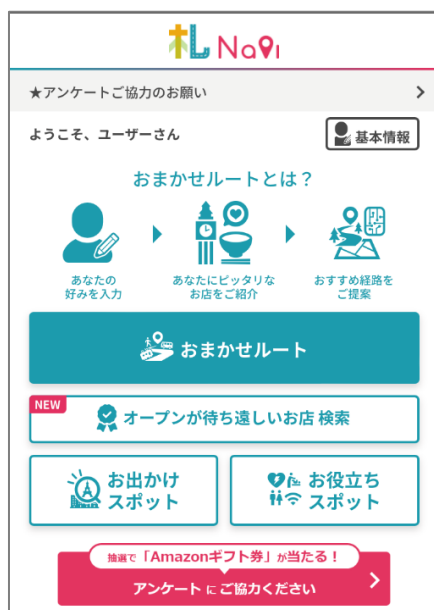 札Navi
★アンケートご協力のお願い
ようこそ、ユーザーさん
基本情報
おまかせルートとは？
あなたの
好みを入力
あなたにピッタリな
お店をご紹介
おすすめ経路を
ご提案
おまかせルート
NEW
オープンが待ち遠しいお店 検索
お出かけ
スポット
お役立ち
スポット
抽選で「Amazonギフト券」が当たる！
アンケート に ご協力ください